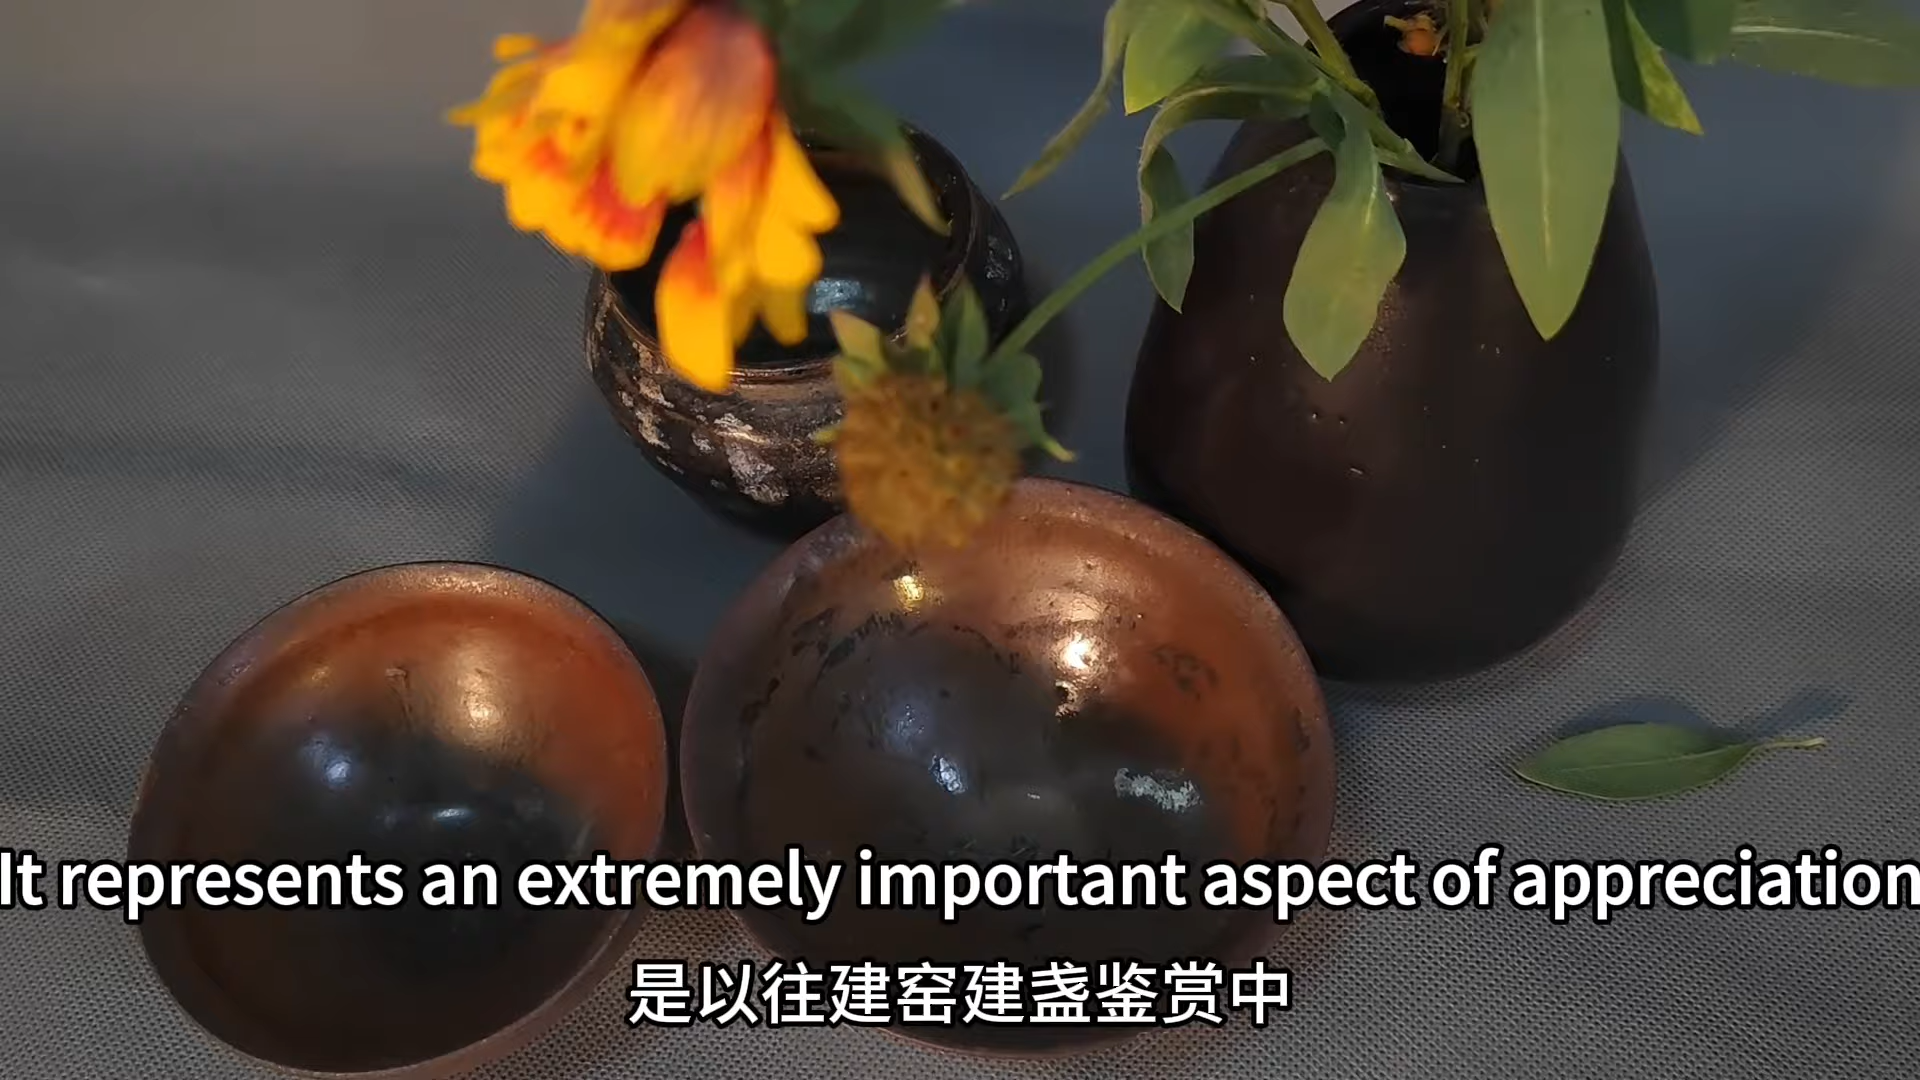 It represents an extremely important aspect of appreciation
是以往建窑建盏鉴赏中